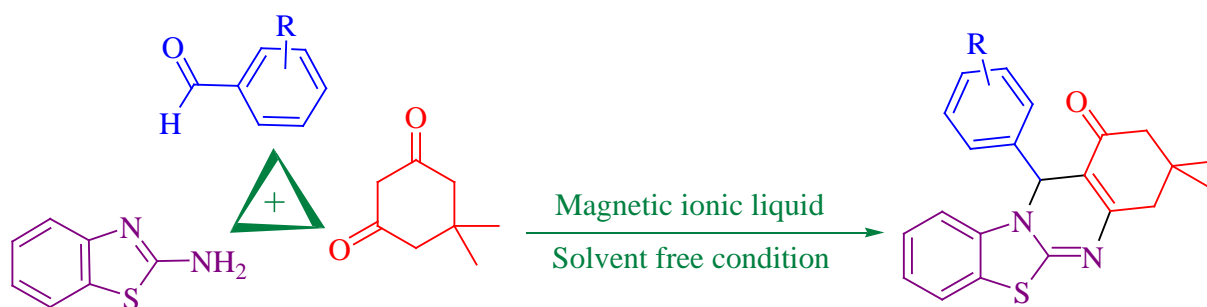 R
O
H
O
O
+
N
NH₂
S
Magnetic ionic liquid
Solvent free condition
R
O
N
N
S